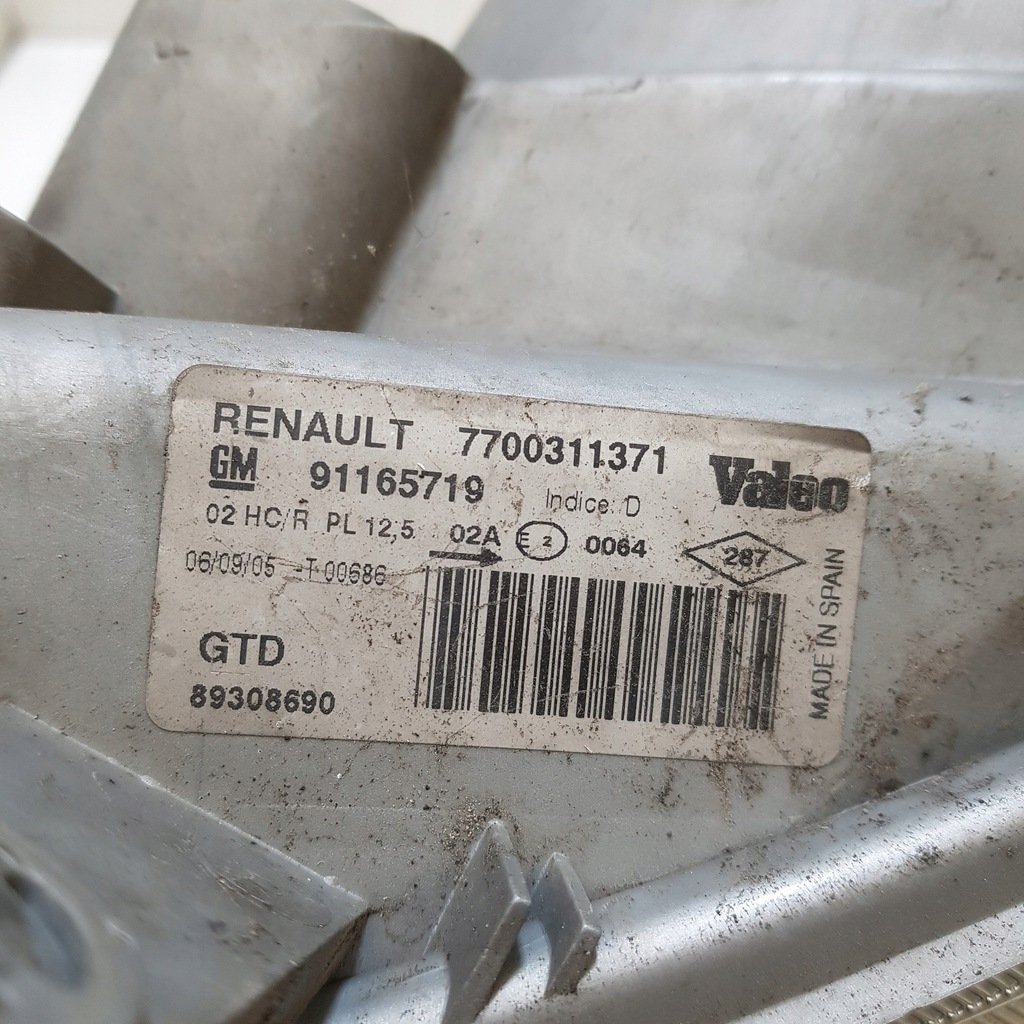 RENAULT 7700311371
GM 91165719 Indice: D Valeo
02 HC/R PL 12,5 02A E 2 0064 287
06/09/05 T 00686
GTD
89308690
MADE IN SPAIN